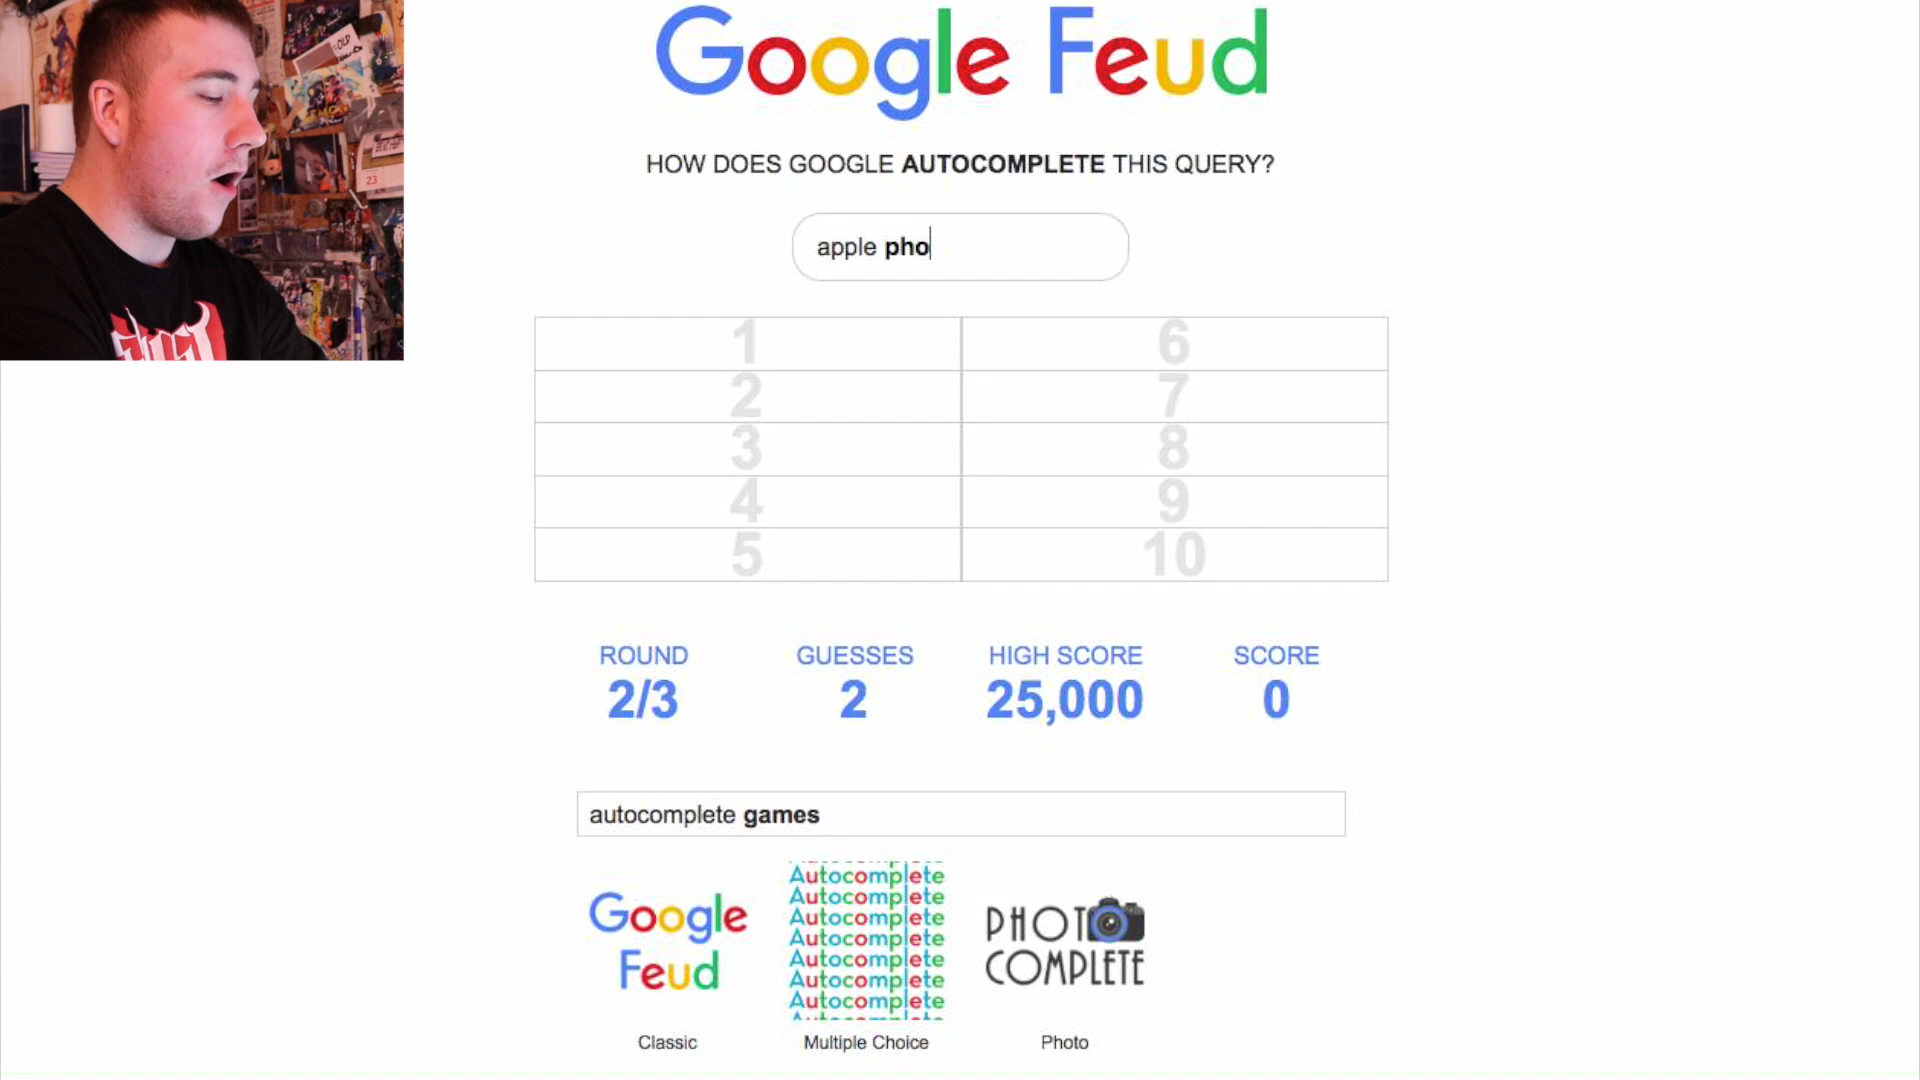 Google Feud
HOW DOES GOOGLE AUTOCOMPLETE THIS QUERY?
apple pho
1 6
2 7
3 8
4 9
5 10
ROUND GUESSES HIGH SCORE SCORE
2/3 2 25,000 0
autocomplete games
Google
Feud
Autocomplete
Autocomplete
Autocomplete
Autocomplete
Autocomplete
Autocomplete
Autocomplete
PHOTO
COMPLETE
Classic Multiple Choice Photo
OLD
23